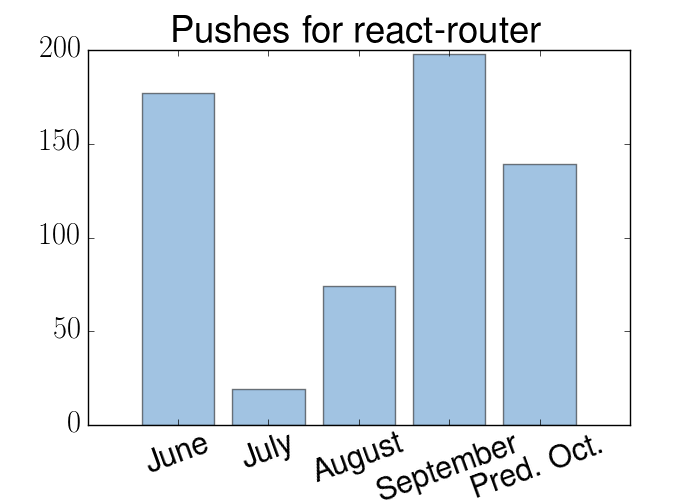 Pushes for react-router
200
150
100
50
0
June
July
August
September
Pred. Oct.